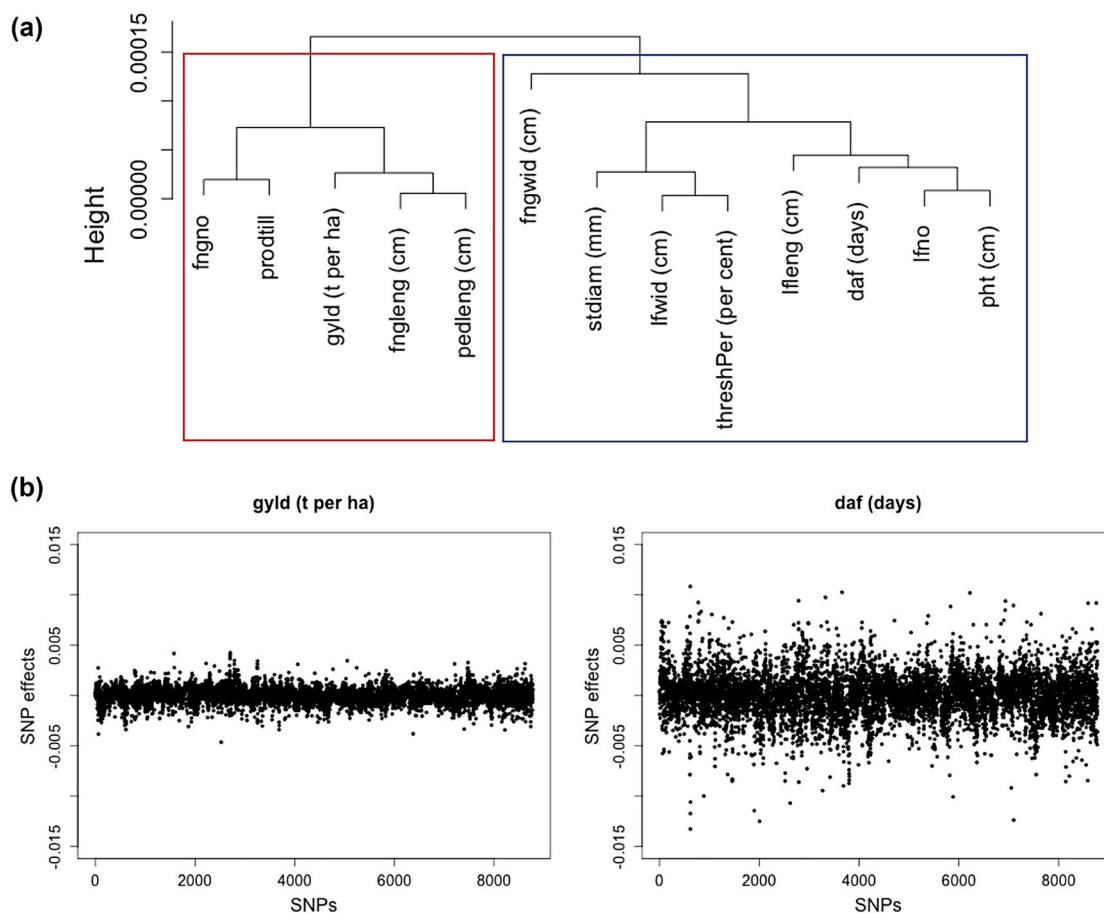 (a)
Height
0.00015
0.00000
fngno
prodtill
gyld (t per ha)
fngleng (cm)
pedleng (cm)
fngwid (cm)
stdiam (mm)
lfwid (cm)
threshPer (per cent)
lfleng (cm)
daf (days)
lfno
pht (cm)
(b)
gyld (t per ha)
SNP effects
0.015
0.005
-0.005
-0.015
0 2000 4000 6000 8000
SNPs
daf (days)
SNP effects
0.015
0.005
-0.005
-0.015
0 2000 4000 6000 8000
SNPs